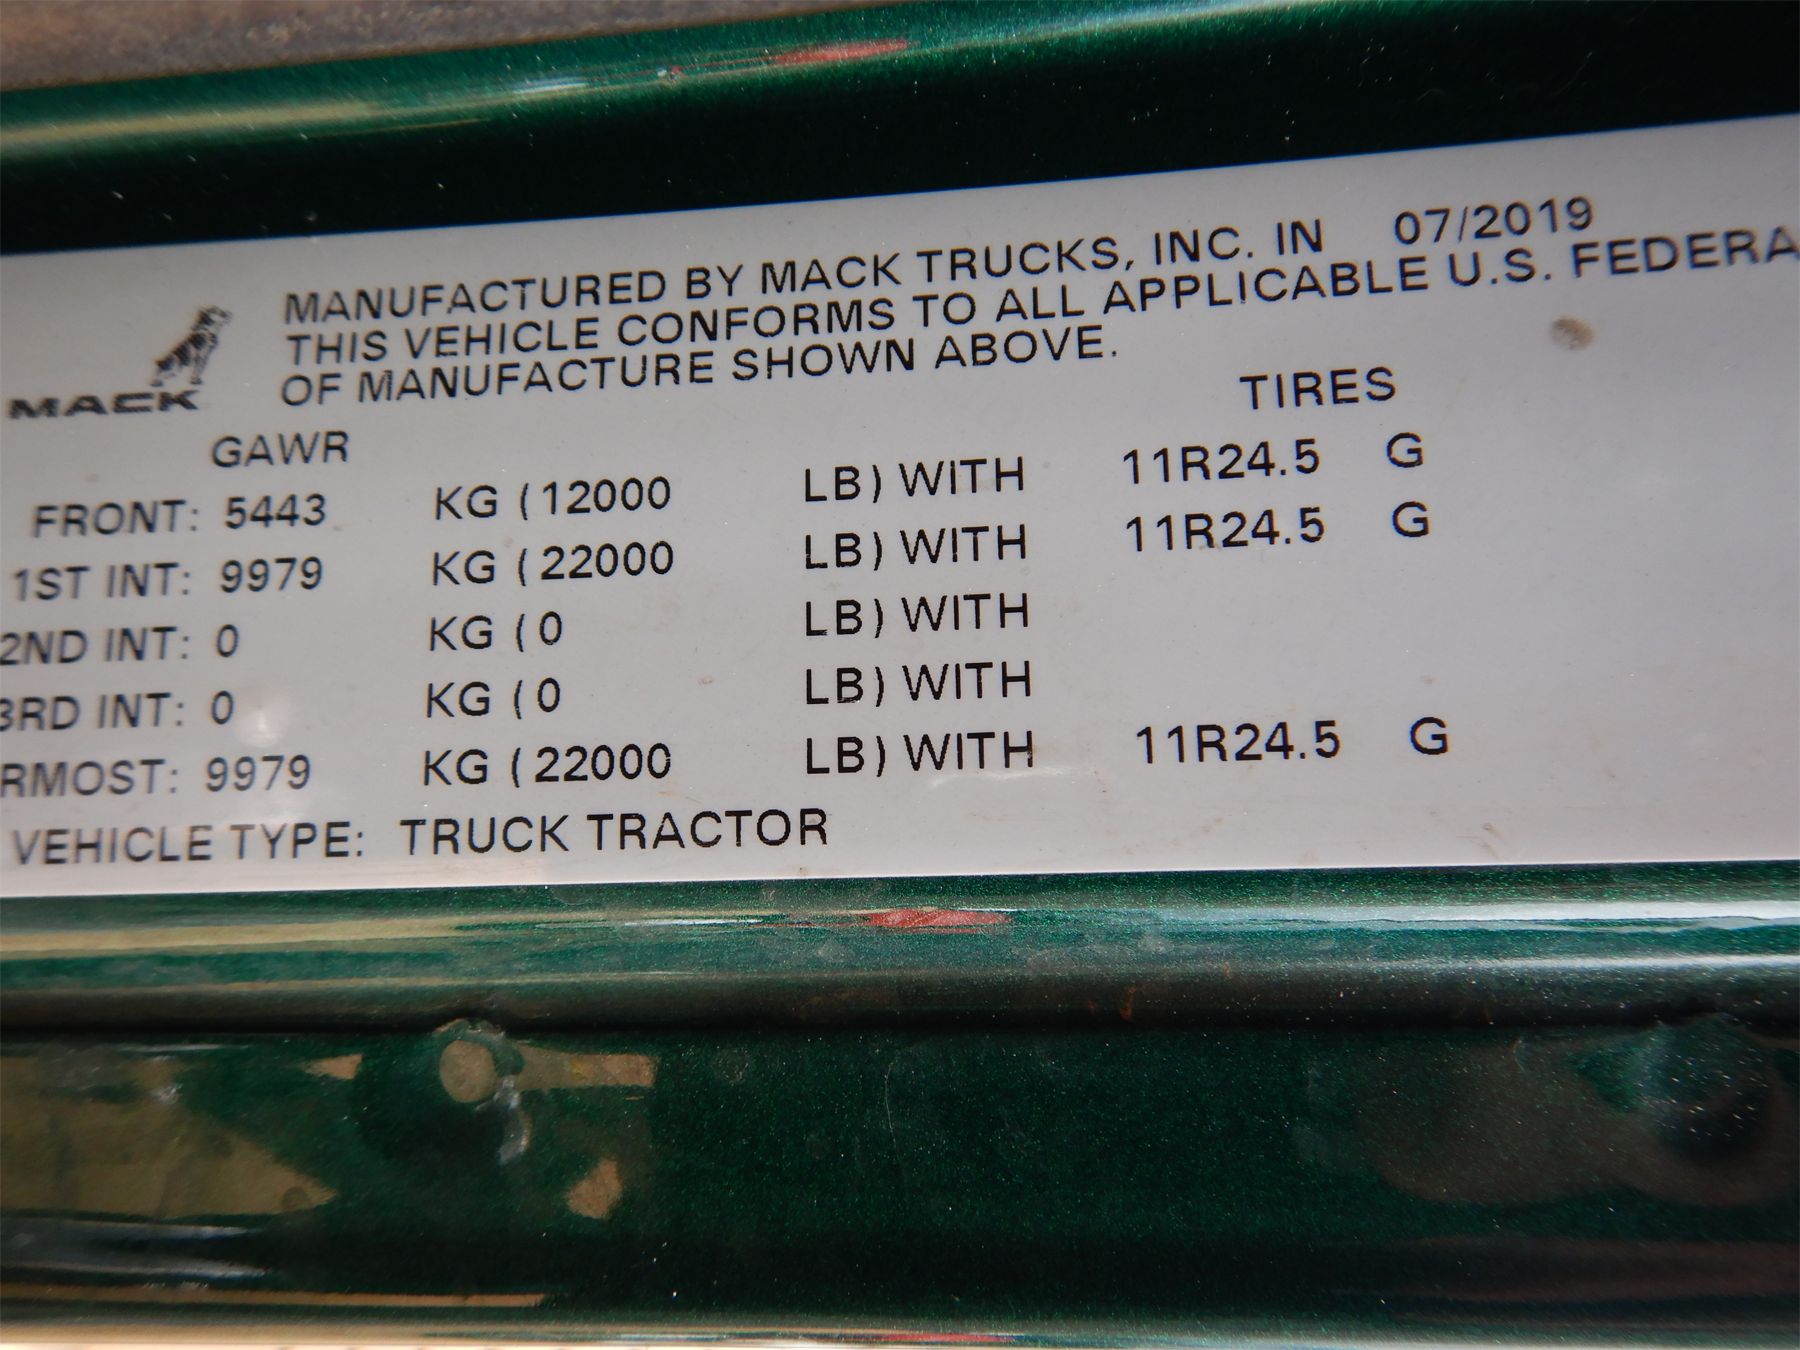 MANUFACTURED BY MACK TRUCKS, INC. IN 07/2019
THIS VEHICLE CONFORMS TO ALL APPLICABLE U.S. FEDERA
OF MANUFACTURE SHOWN ABOVE.
MACK
GAWR TIRES
FRONT: 5443 KG (12000 LB) WITH 11R24.5 G
1ST INT: 9979 KG (22000 LB) WITH 11R24.5 G
2ND INT: 0 KG (0 LB) WITH
3RD INT: 0 KG (0 LB) WITH
RMOST: 9979 KG (22000 LB) WITH 11R24.5 G
VEHICLE TYPE: TRUCK TRACTOR